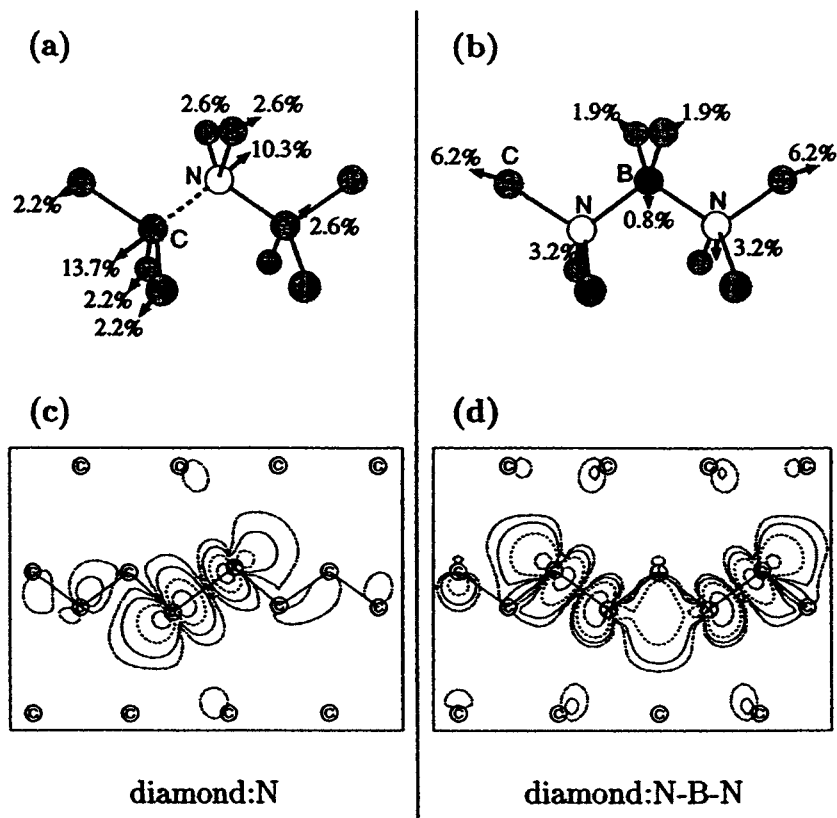 (a)
2.6% 2.6%
10.3%
N
2.2%
C
2.6%
13.7%
2.2%
2.2%
(b)
1.9% 1.9%
6.2% C
B
6.2%
N N
0.8%
3.2% 3.2%
(c)
C C C C
C C C C
C C C C
diamond:N
(d)
C C C C
C C
C C C C
diamond:N-B-N